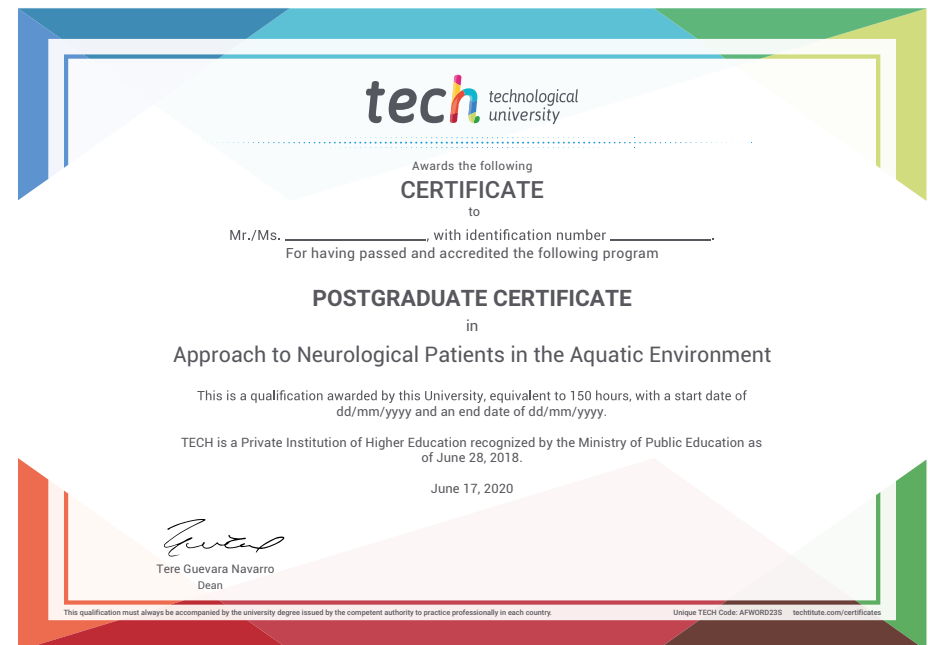 tech technological
university
Awards the following
CERTIFICATE
to
Mr./Ms. ____________, with identification number ____________.
For having passed and accredited the following program
POSTGRADUATE CERTIFICATE
in
Approach to Neurological Patients in the Aquatic Environment
This is a qualification awarded by this University, equivalent to 150 hours, with a start date of
dd/mm/yyyy and an end date of dd/mm/yyyy.
TECH is a Private Institution of Higher Education recognized by the Ministry of Public Education as
of June 28, 2018.
June 17, 2020
Tere Guevara Navarro
Dean
This qualification must always be accompanied by the university degree issued by the competent authority to practice professionally in each country.
Unique TECH Code: AFWORD23S techtitute.com/certificates